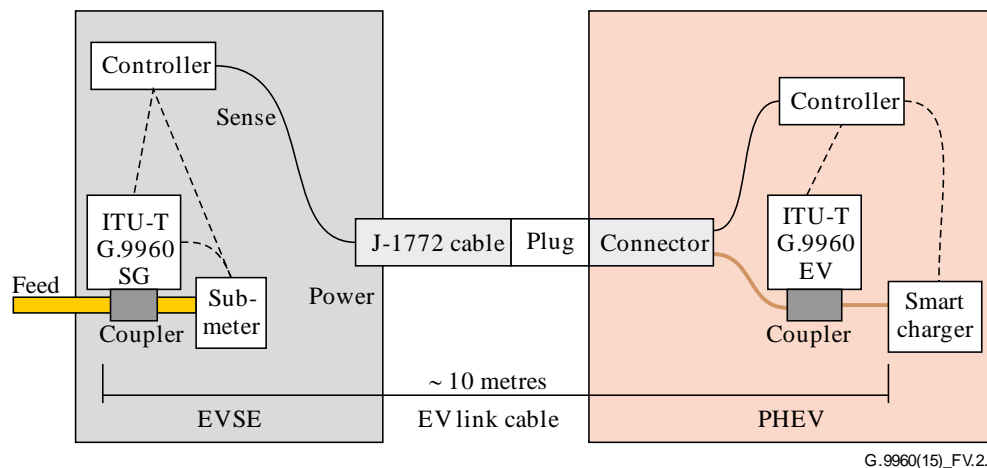 Controller
Sense
ITU-T
G.9960
SG
Feed
Coupler
Sub-
meter
Power
J-1772 cable
Plug
Connector
Controller
ITU-T
G.9960
EV
Coupler
Smart
charger
~ 10 metres
EV link cable
EVSE
PHEV
G.9960(15)_FV.2.